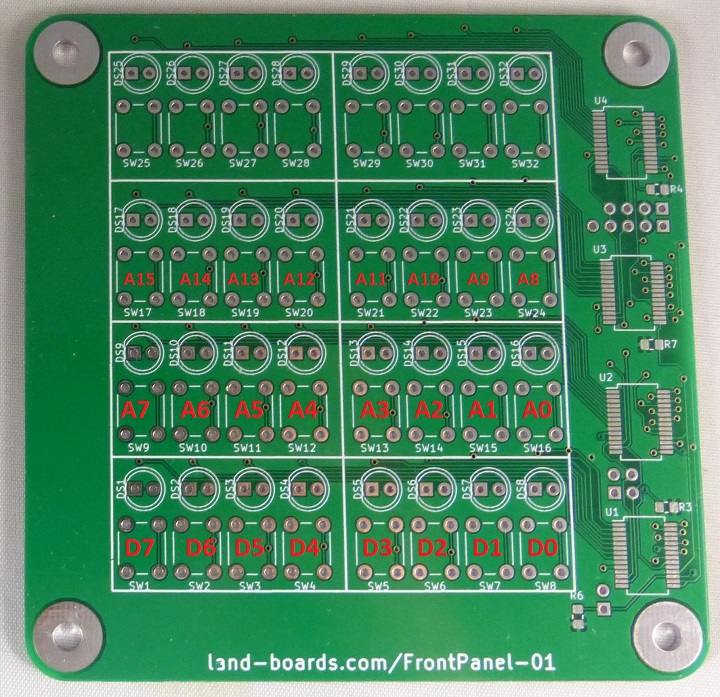 DS25 DS26 DS27 DS28 DS29 DS30 DS31 DS32
U4
SW25 SW26 SW27 SW28 SW29 SW30 SW31 SW32
R4
DS17 DS18 DS19 DS20 DS21 DS22 DS23 DS24
U3
A15 A14 A13 A12 A11 A19 A9 A8
SW17 SW18 SW19 SW20 SW21 SW22 SW23 SW24
R7
DS9 DS10 DS11 DS12 DS13 DS14 DS15 DS16
U2
A7 A6 A5 A4 A3 A2 A1 A0
SW9 SW10 SW11 SW12 SW13 SW14 SW15 SW16
DS1 DS2 DS3 DS4 DS5 DS6 DS7 DS8
R3
U1
D7 D6 D5 D4 D3 D2 D1 D0
SW1 SW2 SW3 SW4 SW5 SW6 SW7 SW8
R6
l3nd-boards.com/FrontPanel-01